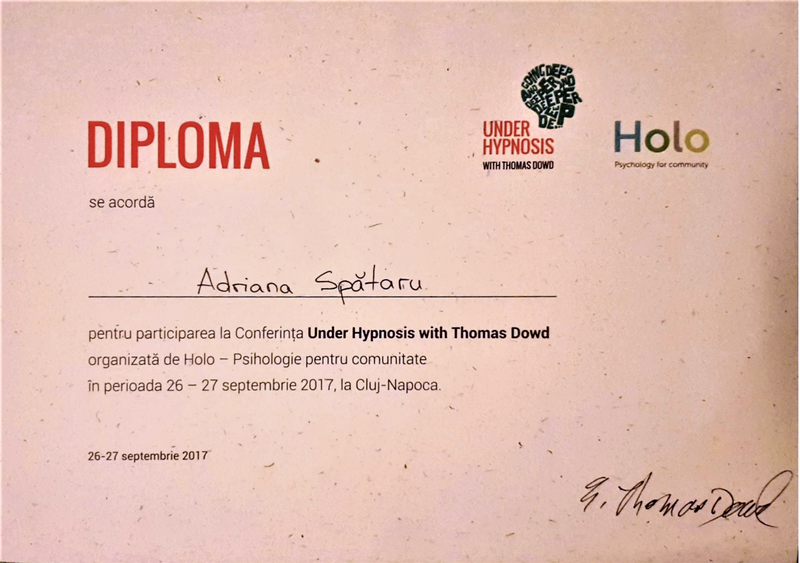 DIPLOMA
se acordă
GOING DEEP
UNDER
HYPNOSIS
WITH THOMAS DOWD
Holo
Psychology for community
Adriana Spătaru
pentru participarea la Conferința Under Hypnosis with Thomas Dowd
organizată de Holo – Psihologie pentru comunitate
în perioada 26 – 27 septembrie 2017, la Cluj-Napoca.
26-27 septembrie 2017
E. Thomas Dowd